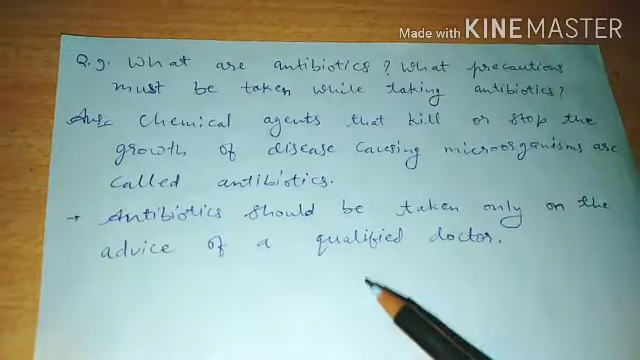 Made with KINEMASTER
Q.9. What are antibiotics? What precautions
must be taken while taking antibiotics?
Ans: Chemical agents that kill or stop the
growth of disease causing microorganisms are
called antibiotics.
→ Antibiotics should be taken only on the
advice of a qualified doctor.